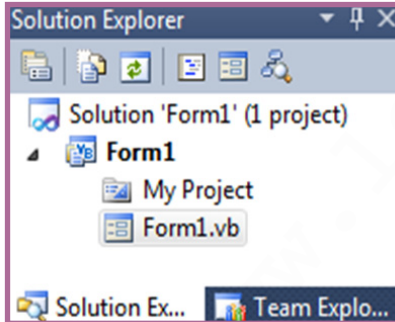 Solution Explorer
Solution 'Form1' (1 project)
Form1
My Project
Form1.vb
Solution Ex... Team Explo...